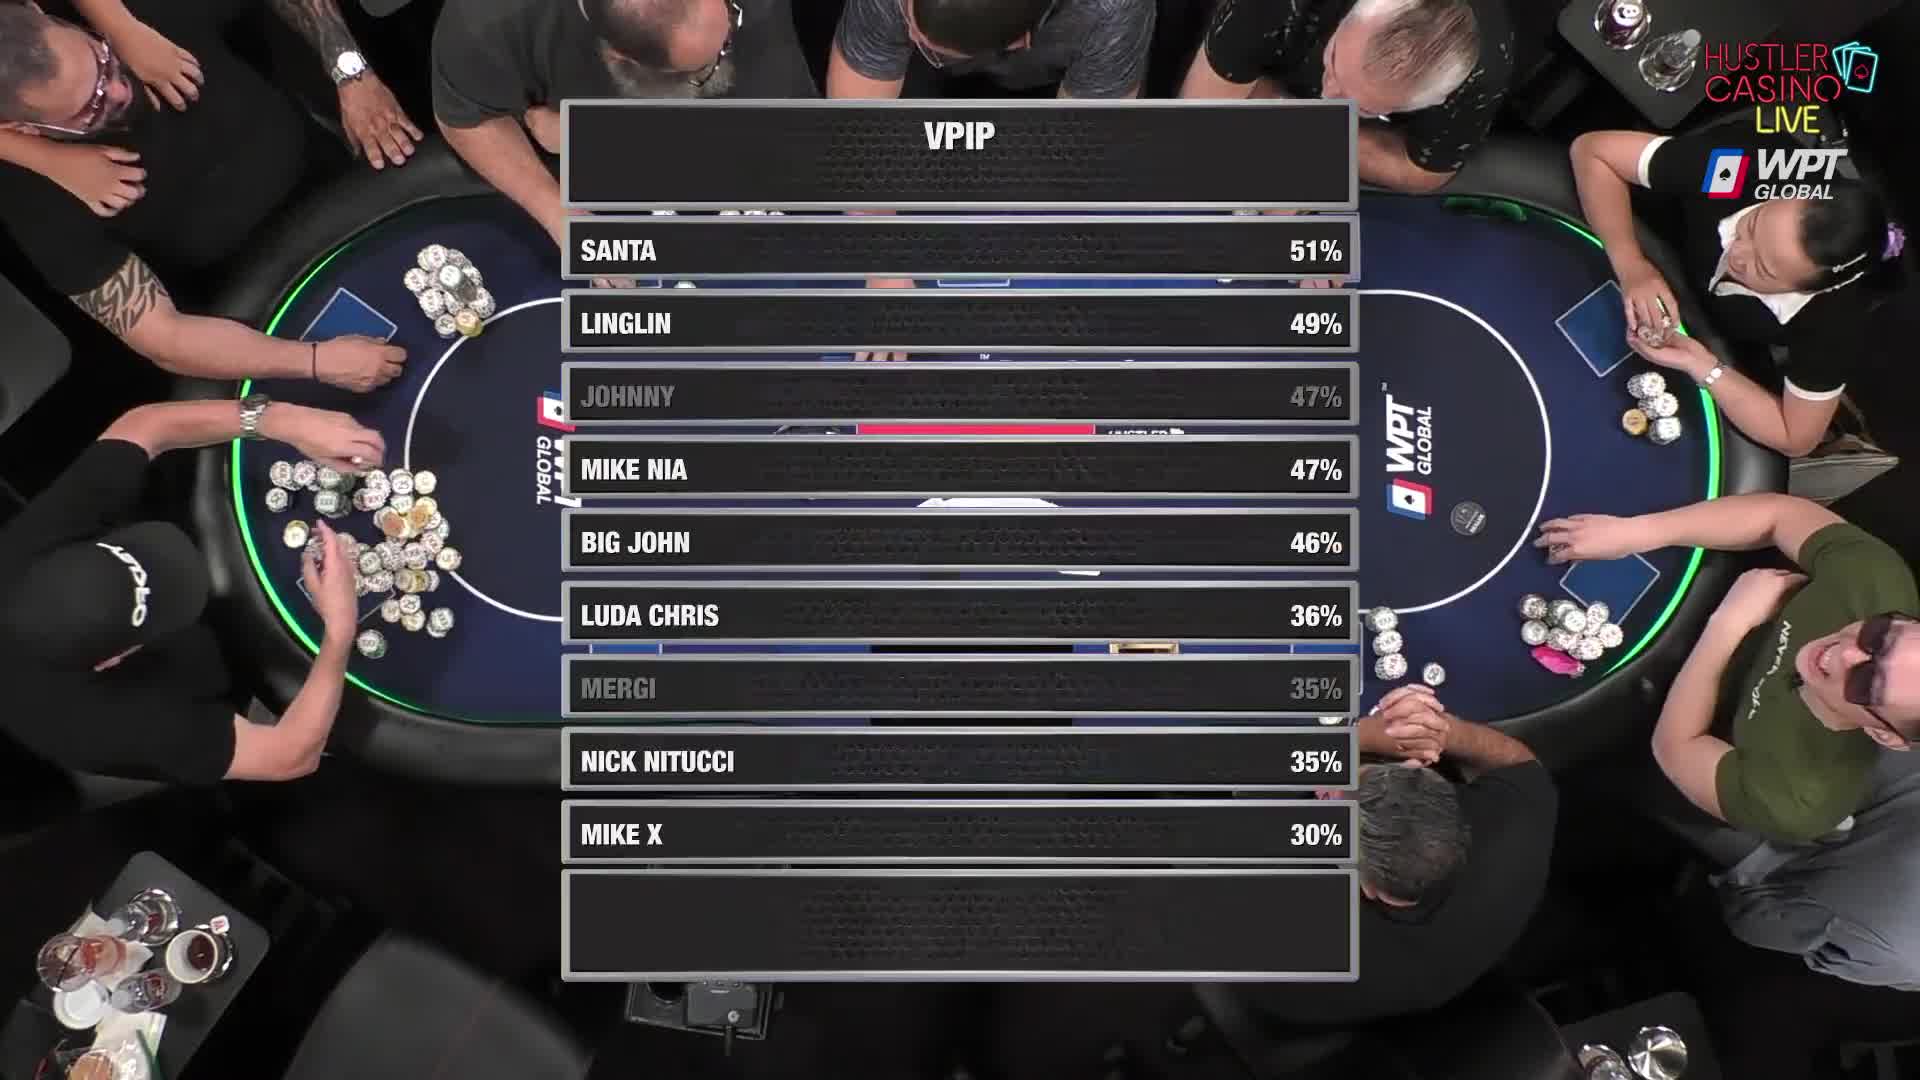 HUSTLER
CASINO
LIVE
WPT
GLOBAL
VPIP
SANTA 51%
LINGLIN 49%
JOHNNY 47%
MIKE NIA 47%
BIG JOHN 46%
LUDA CHRIS 36%
MERGI 35%
NICK NITUCCI 35%
MIKE X 30%
WPT
GLOBAL
GLOBAL